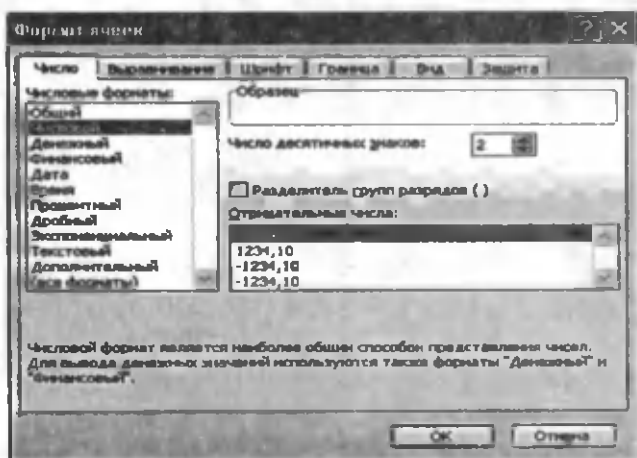 Формат ячеек
Число Выравнивание Шрифт Граница Вид Защита
Числовые форматы:
Образец
Общий
Числовой
Денежный
Финансовый
Дата
Время
Процентный
Дробный
Экспоненциальный
Текстовый
Дополнительный
(все форматы)
Число десятичных знаков: 2
Разделитель групп разрядов ( )
Отрицательные числа:
1234,10
-1234,10
-1234,10
Числовой формат является наиболее общим способом представления чисел.
Для вывода денежных значений используются также форматы "Денежный" и
"Финансовый".
ОК Отмена